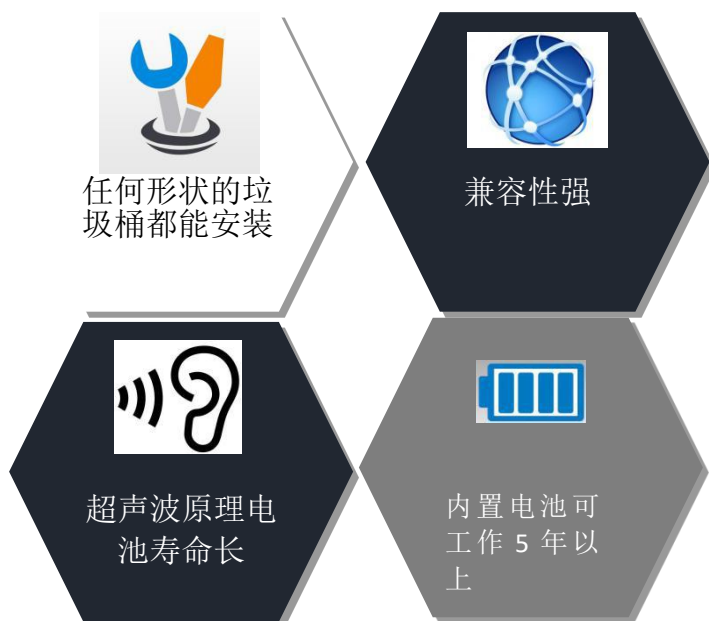 任何形状的垃
圾桶都能安装
兼容性强
超声波原理电
池寿命长
内置电池可
工作 5 年以
上